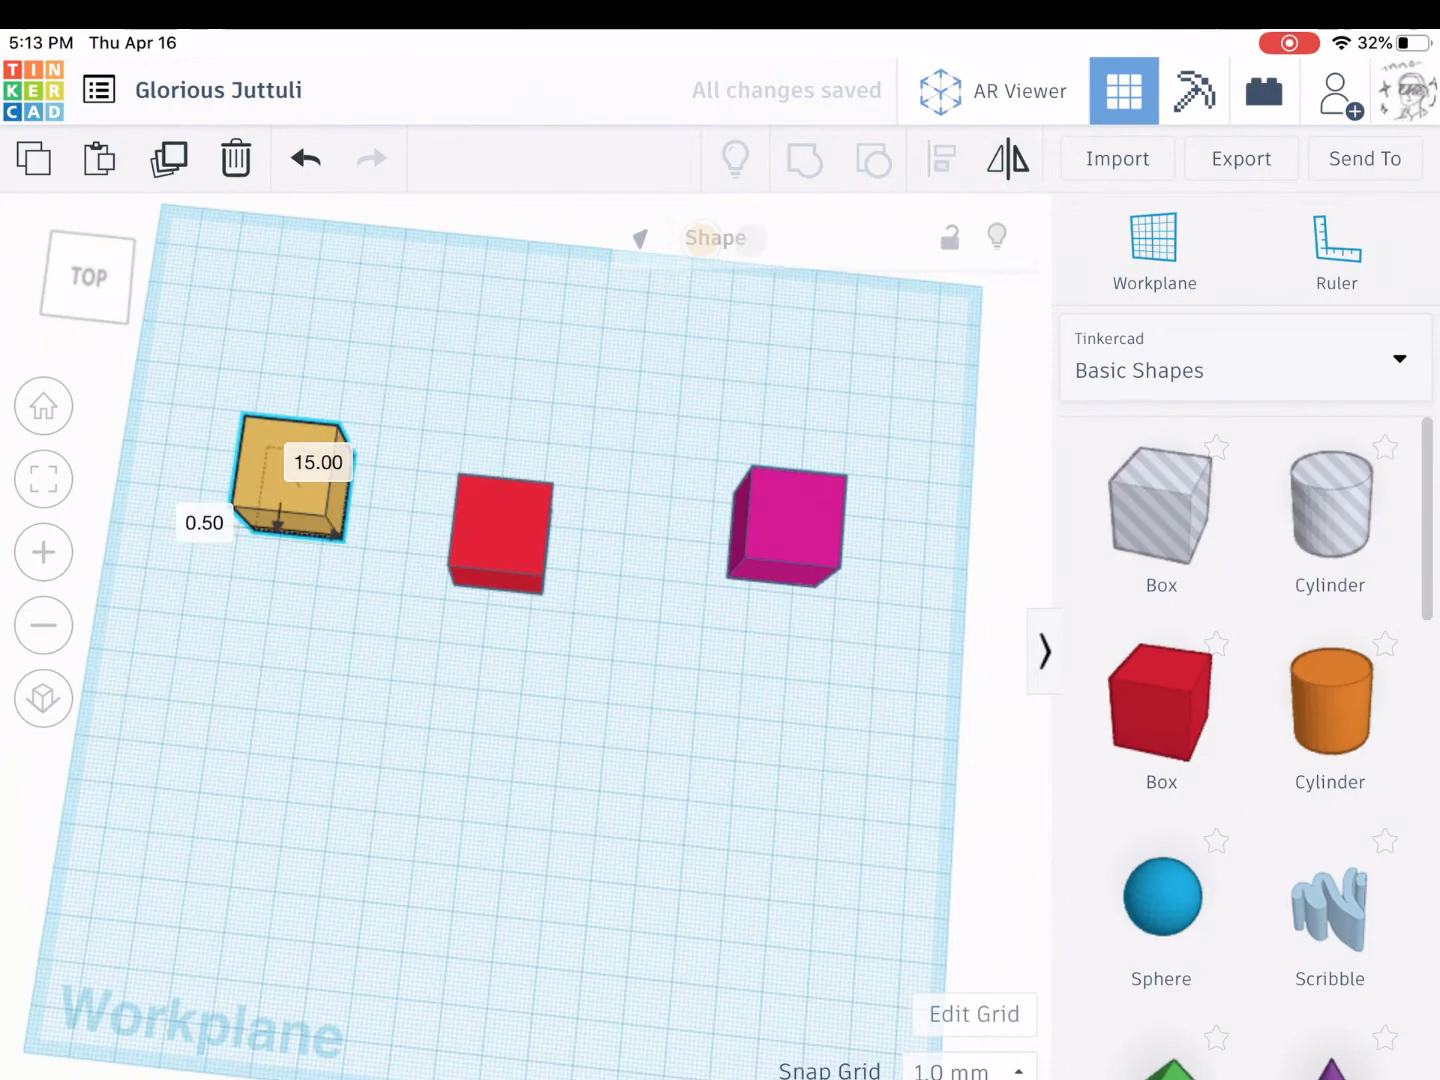 5:13 PM Thu Apr 16
32%
TIN
KER
CAD
Glorious Juttuli
All changes saved
AR Viewer
Import
Export
Send To
TOP
Shape
Workplane
Ruler
Tinkercad
Basic Shapes
15.00
0.50
Box
Cylinder
Box
Cylinder
Sphere
Scribble
Workplane
Edit Grid
Snap Grid
1.0 mm